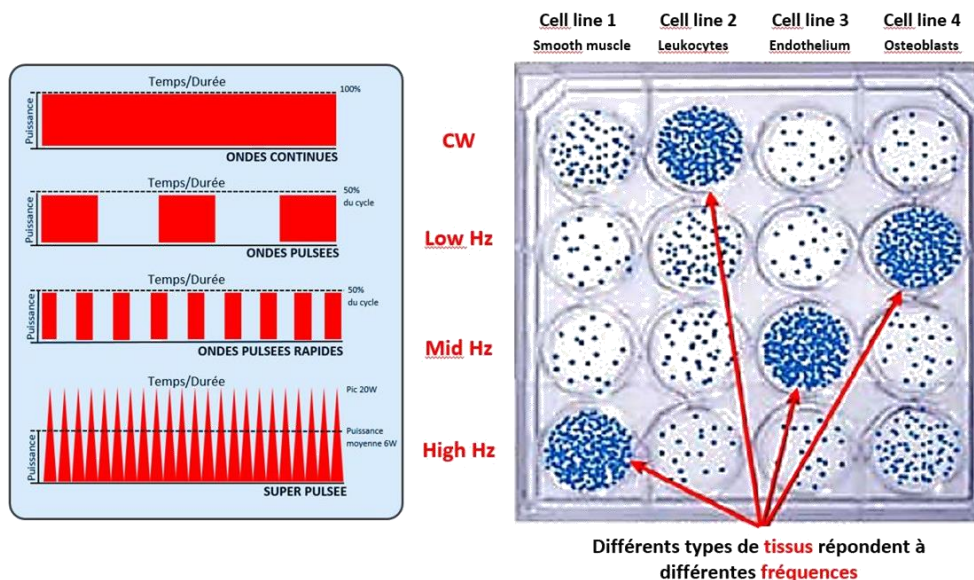 Cell line 1 Cell line 2 Cell line 3 Cell line 4
Smooth muscle Leukocytes Endothelium Osteoblasts
Temps/Durée
100%
Puissance
ONDES CONTINUES
CW
Temps/Durée
50%
du cycle
Puissance
ONDES PULSEES
Low Hz
Temps/Durée
50%
du cycle
Puissance
ONDES PULSEES RAPIDES
Mid Hz
Temps/Durée
Pic 20W
Puissance
moyenne 6W
Puissance
SUPER PULSEE
High Hz
Différents types de tissus répondent à
différentes fréquences